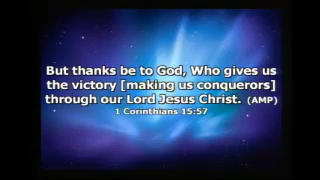 But thanks be to God, Who gives us
the victory [making us conquerors]
through our Lord Jesus Christ. (AMP)
1 Corinthians 15:57